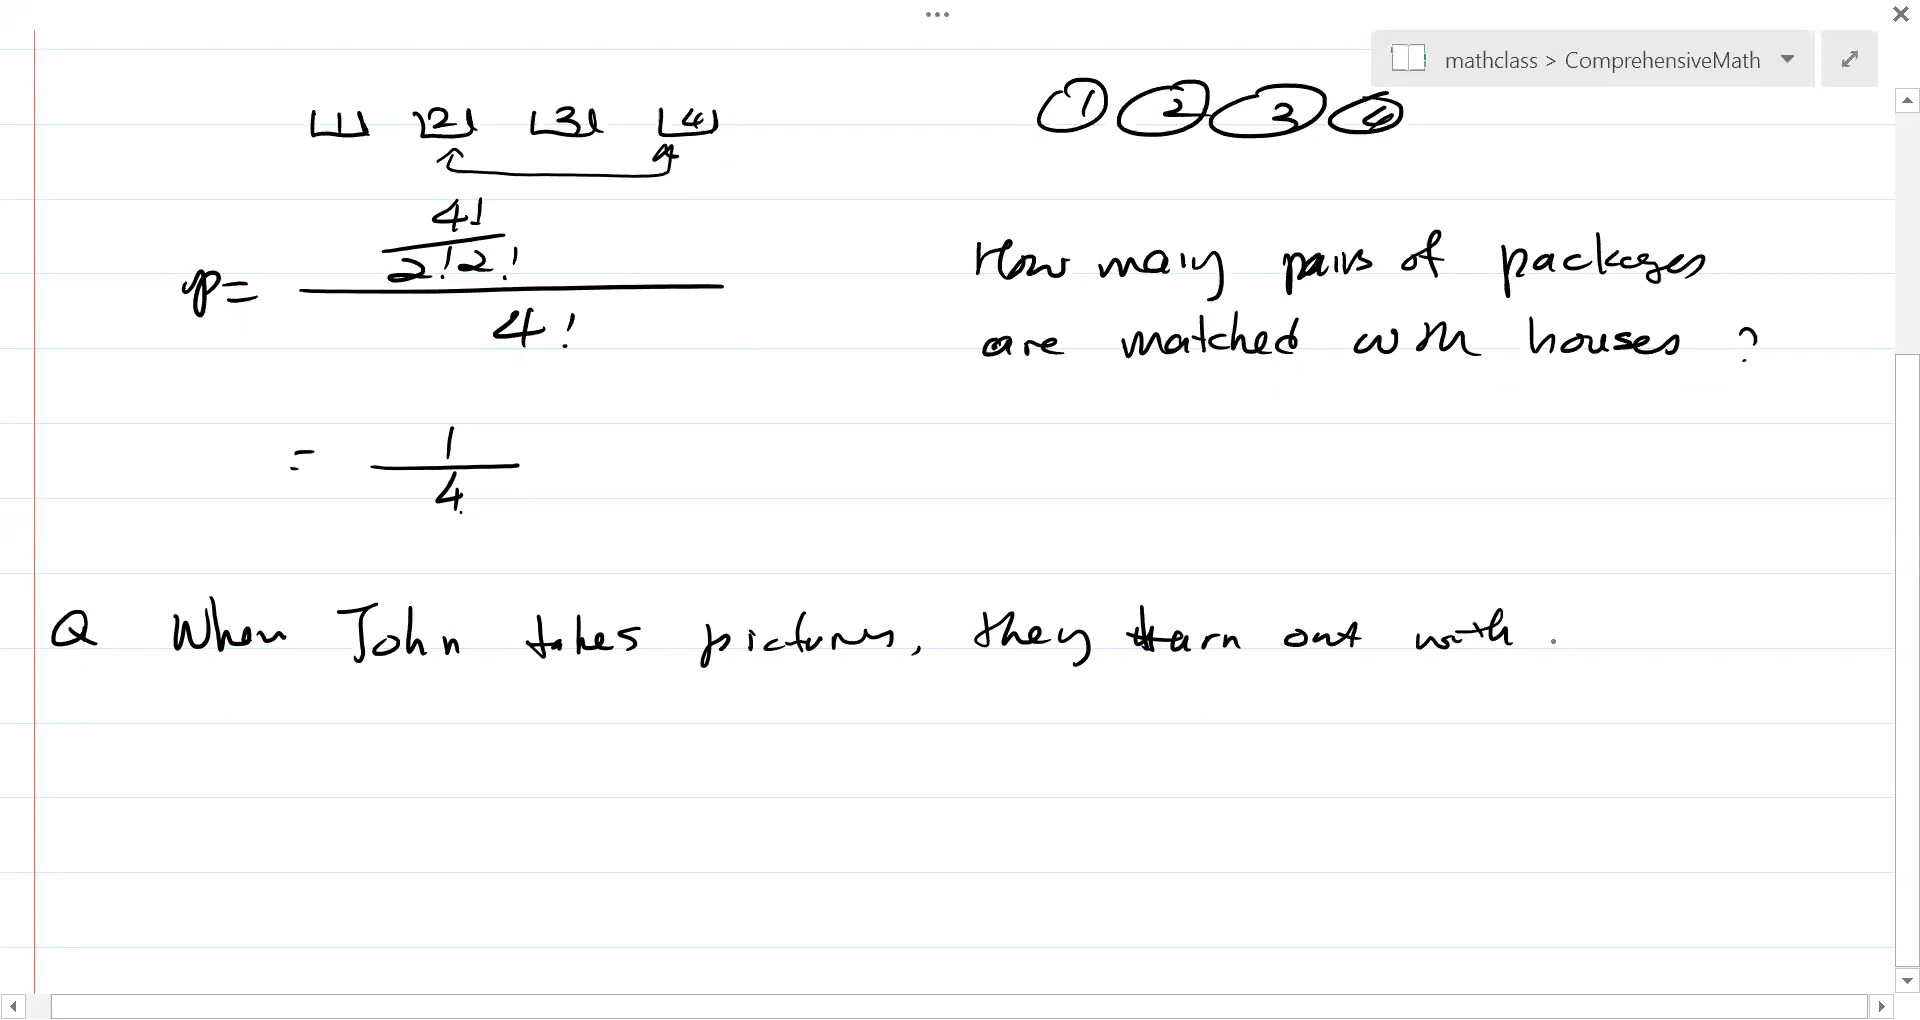 ...
mathclass > ComprehensiveMath
1 2 3 4
1 2 3 4
4!
2!2!
p=
4!
How many pairs of packages
are matched with houses ?
1
=
4
Q When John takes pictures, they turn out with